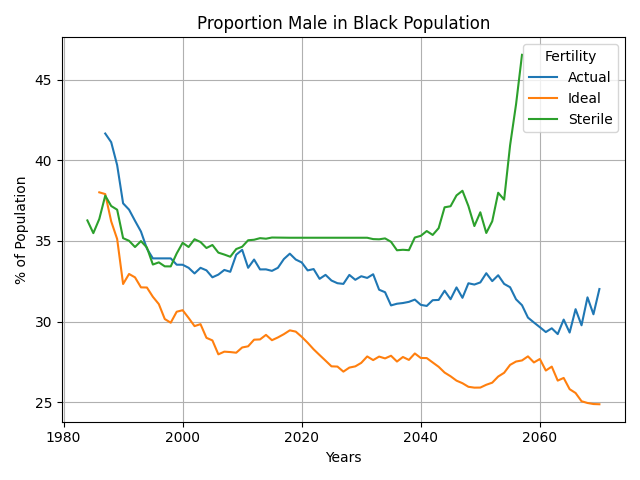 Proportion Male in Black Population
Fertility
Actual
Ideal
Sterile
% of Population
45
40
35
30
25
1980
2000
2020
2040
2060
Years